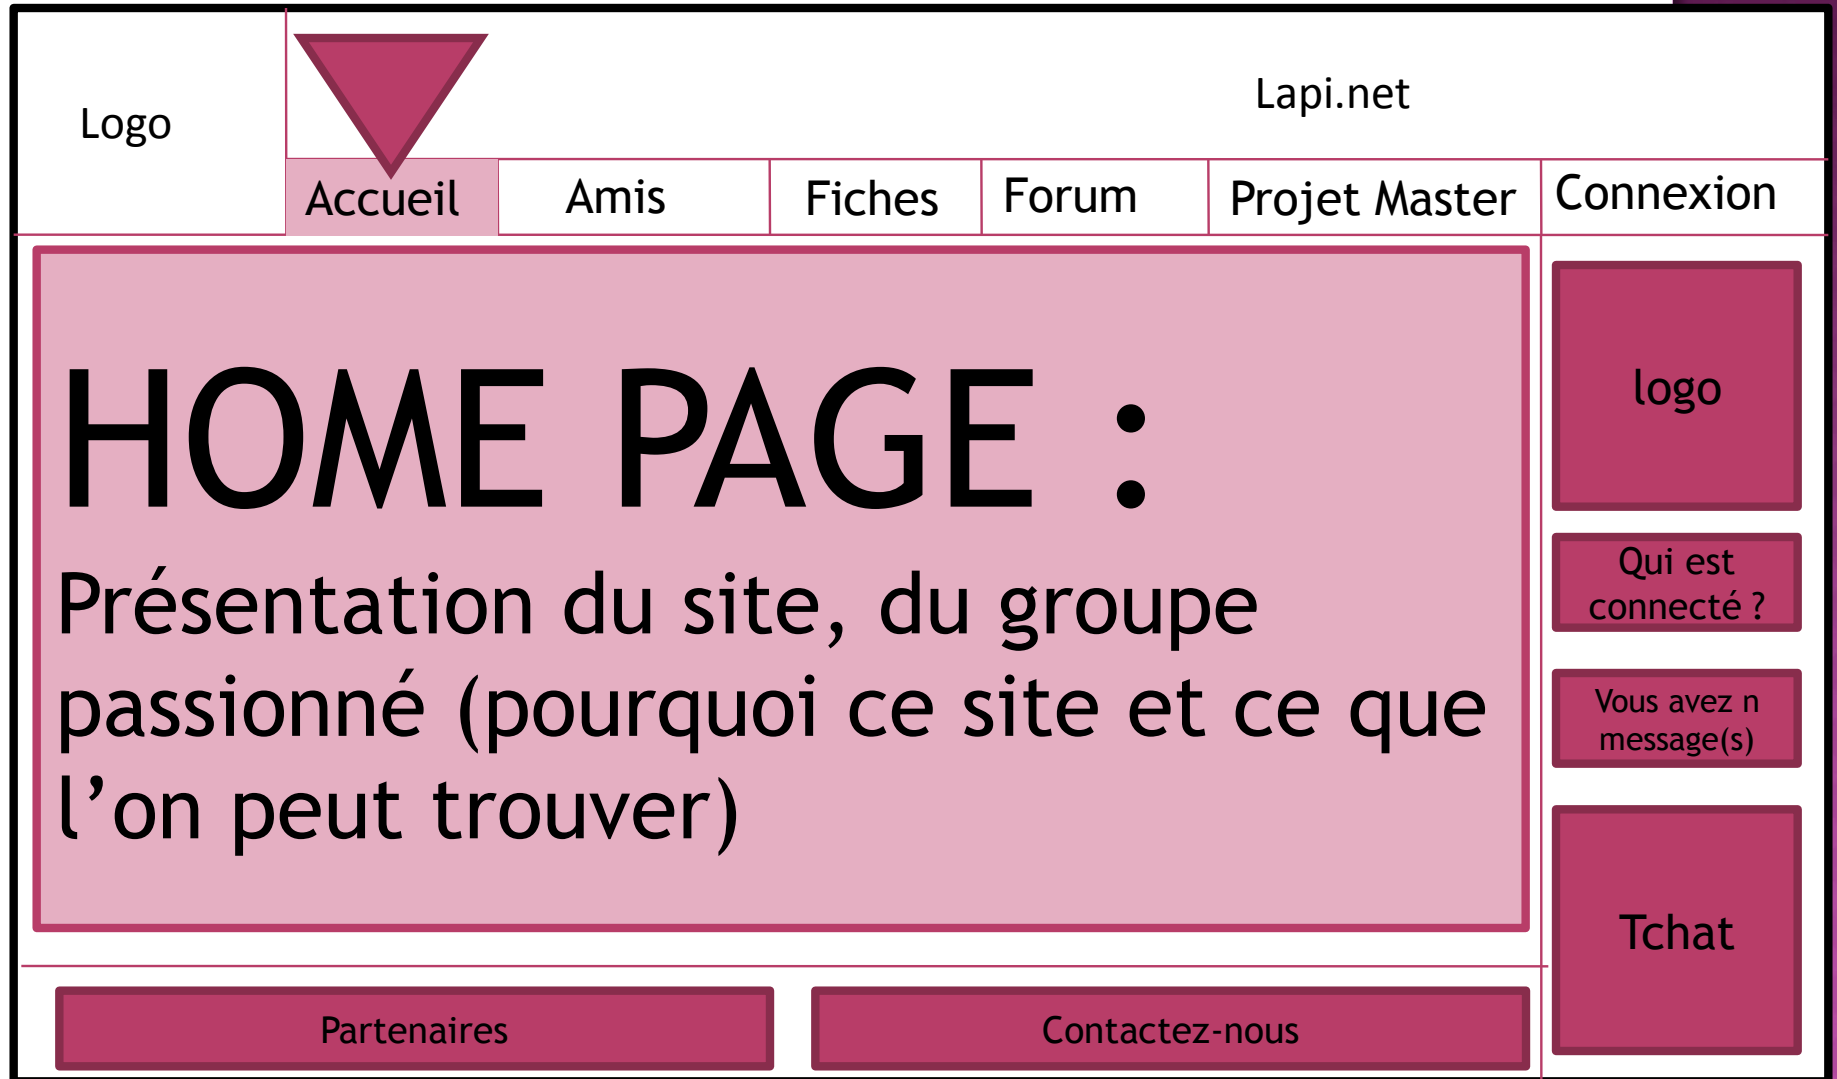 Logo
Lapi.net
Accueil
Amis
Fiches
Forum
Projet Master
Connexion
HOME PAGE :
Présentation du site, du groupe
passionné (pourquoi ce site et ce que
l’on peut trouver)
logo
Qui est
connecté ?
Vous avez n
message(s)
Tchat
Partenaires
Contactez-nous